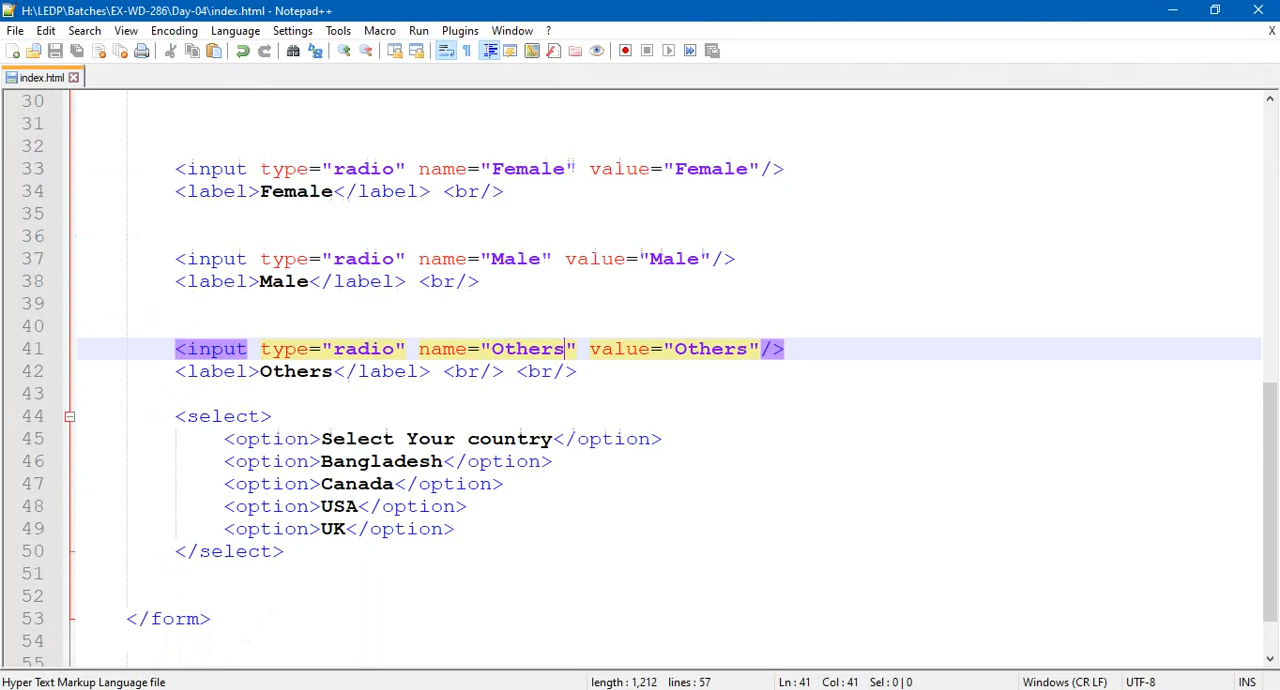 H:\LEDP\Batches\EX-WD-286\Day-04\index.html - Notepad++
File Edit Search View Encoding Language Settings Tools Macro Run Plugins Window ? X
index.html
30
31
32
33 <input type="radio" name="Female" value="Female"/>
34 <label>Female</label> <br/>
35
36
37 <input type="radio" name="Male" value="Male"/>
38 <label>Male</label> <br/>
39
40
41 <input type="radio" name="Others" value="Others"/>
42 <label>Others</label> <br/> <br/>
43
44 <select>
45 <option>Select Your country</option>
46 <option>Bangladesh</option>
47 <option>Canada</option>
48 <option>USA</option>
49 <option>UK</option>
50 </select>
51
52
53 </form>
54
55
Hyper Text Markup Language file length : 1,212 lines : 57 Ln : 41 Col : 41 Sel : 0 | 0 Windows (CR LF) UTF-8 INS